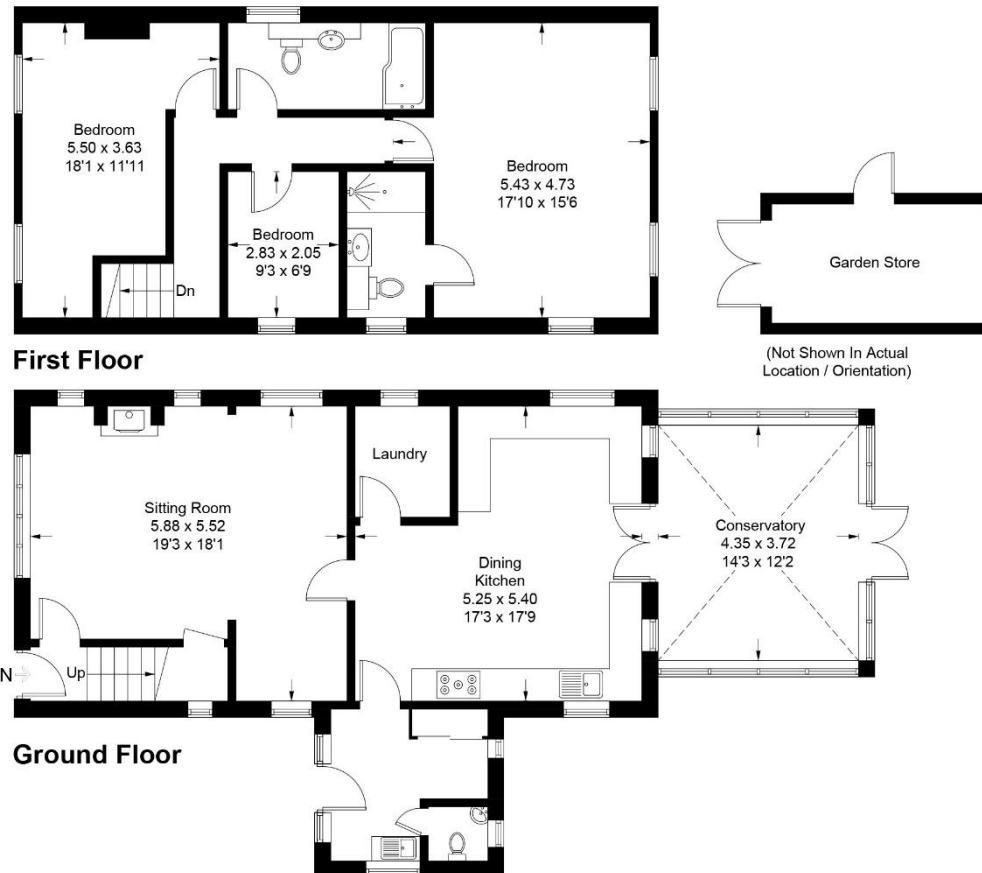 Bedroom
5.50 x 3.63
18'1 x 11'11
Bedroom
5.43 x 4.73
17'10 x 15'6
Bedroom
2.83 x 2.05
9'3 x 6'9
Dn
Garden Store
(Not Shown In Actual
Location / Orientation)
First Floor
Laundry
Sitting Room
5.88 x 5.52
19'3 x 18'1
Conservatory
4.35 x 3.72
14'3 x 12'2
Dining
Kitchen
5.25 x 5.40
17'3 x 17'9
N
Up
Ground Floor